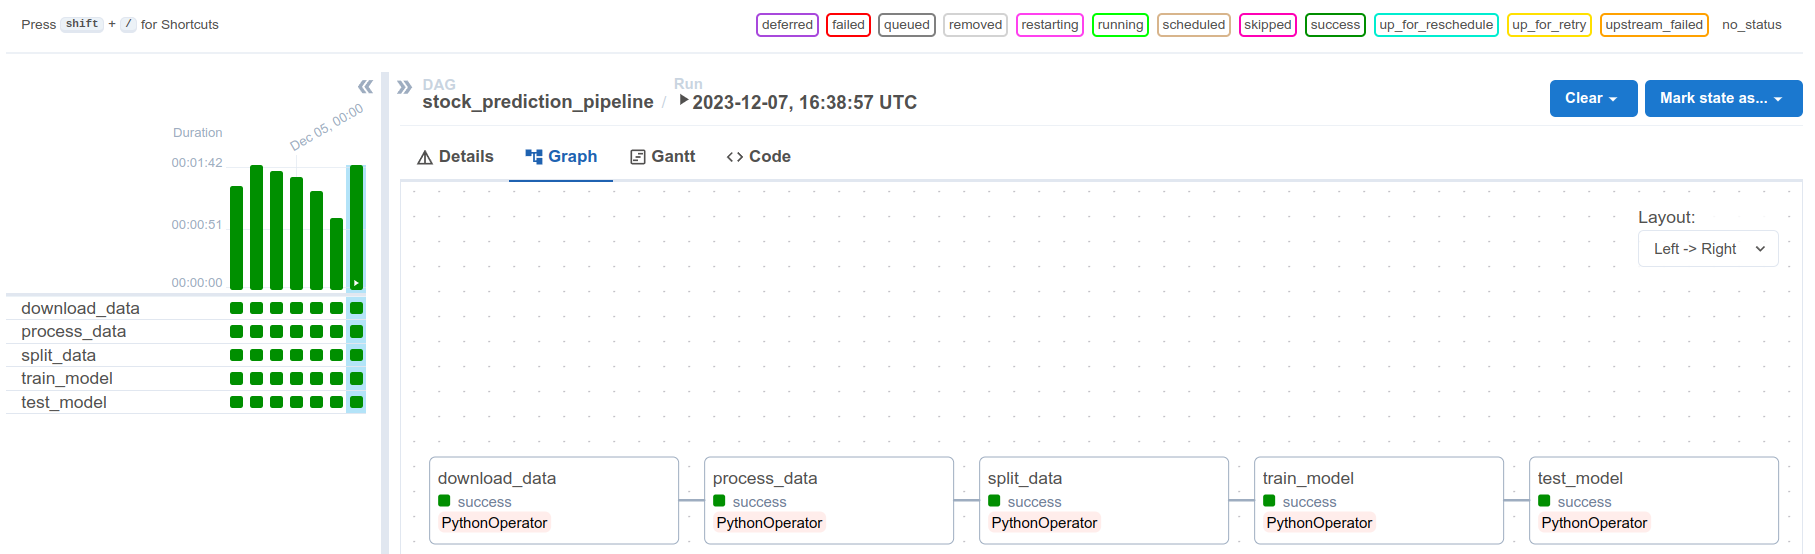 Press shift + / for Shortcuts
deferred failed queued removed restarting running scheduled skipped success up_for_reschedule up_for_retry upstream_failed no_status
DAG
stock_prediction_pipeline /
Run
2023-12-07, 16:38:57 UTC
Clear
Mark state as...
Details
Graph
Gantt
Code
Duration
Dec 05, 00:00
00:01:42
00:00:51
00:00:00
download_data
process_data
split_data
train_model
test_model
Layout:
Left -> Right
download_data
success
PythonOperator
process_data
success
PythonOperator
split_data
success
PythonOperator
train_model
success
PythonOperator
test_model
success
PythonOperator